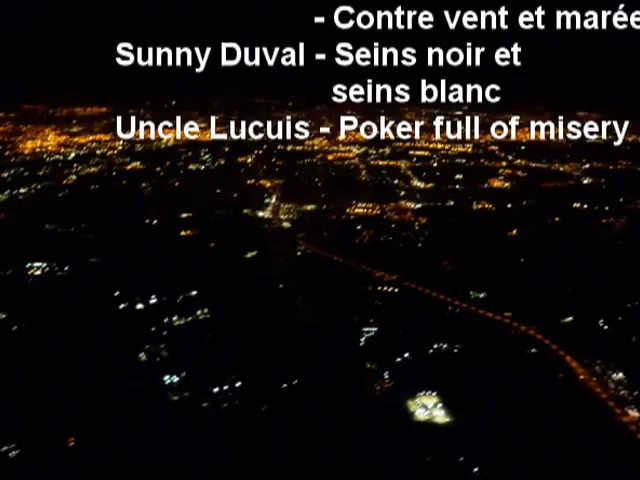 - Contre vent et marée
Sunny Duval - Seins noir et
seins blanc
Uncle Lucuis - Poker full of misery